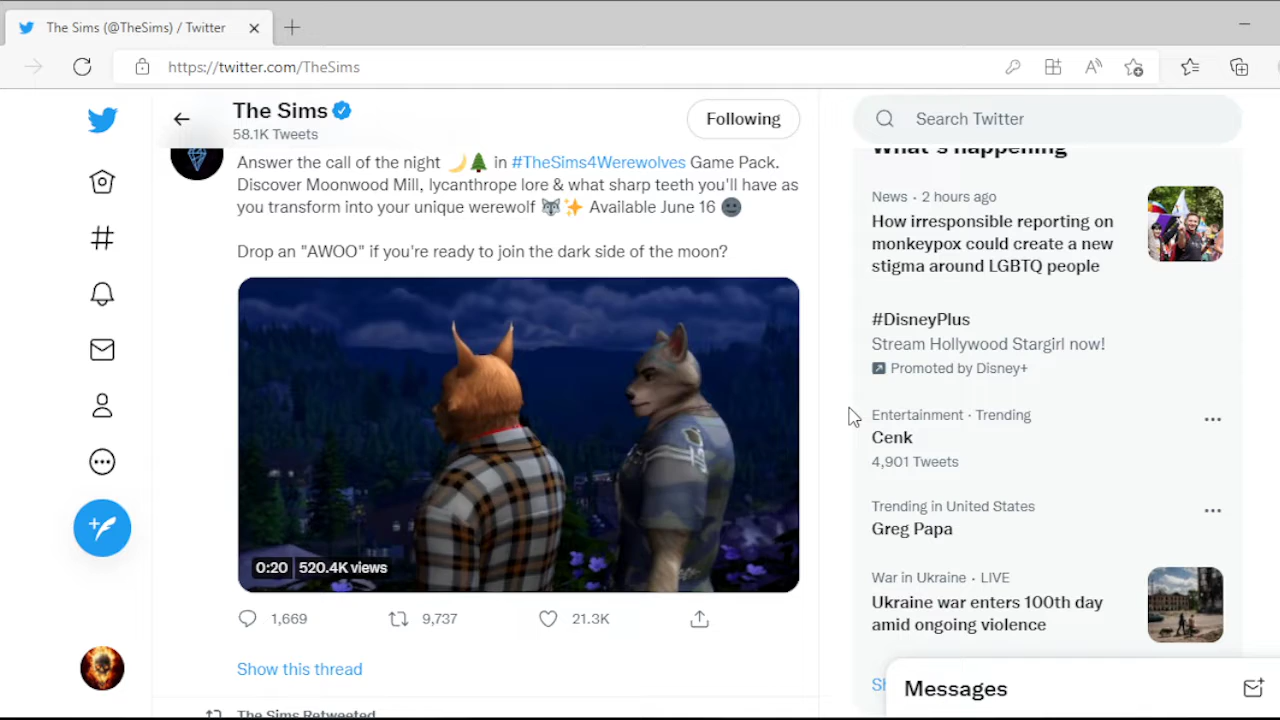 The Sims (@TheSims) / Twitter
https://twitter.com/TheSims
The Sims
58.1K Tweets
Following
Search Twitter
Answer the call of the night 🌙🌲 in #TheSims4Werewolves Game Pack.
Discover Moonwood Mill, lycanthrope lore & what sharp teeth you'll have as
you transform into your unique werewolf 🐺✨ Available June 16 🌚
Drop an "AWOO" if you're ready to join the dark side of the moon?
0:20 520.4K views
1,669 9,737 21.3K
Show this thread
The Sims Retweeted
What's happening
News · 2 hours ago
How irresponsible reporting on
monkeypox could create a new
stigma around LGBTQ people
#DisneyPlus
Stream Hollywood Stargirl now!
Promoted by Disney+
Entertainment · Trending
Cenk
4,901 Tweets
Trending in United States
Greg Papa
War in Ukraine · LIVE
Ukraine war enters 100th day
amid ongoing violence
Messages